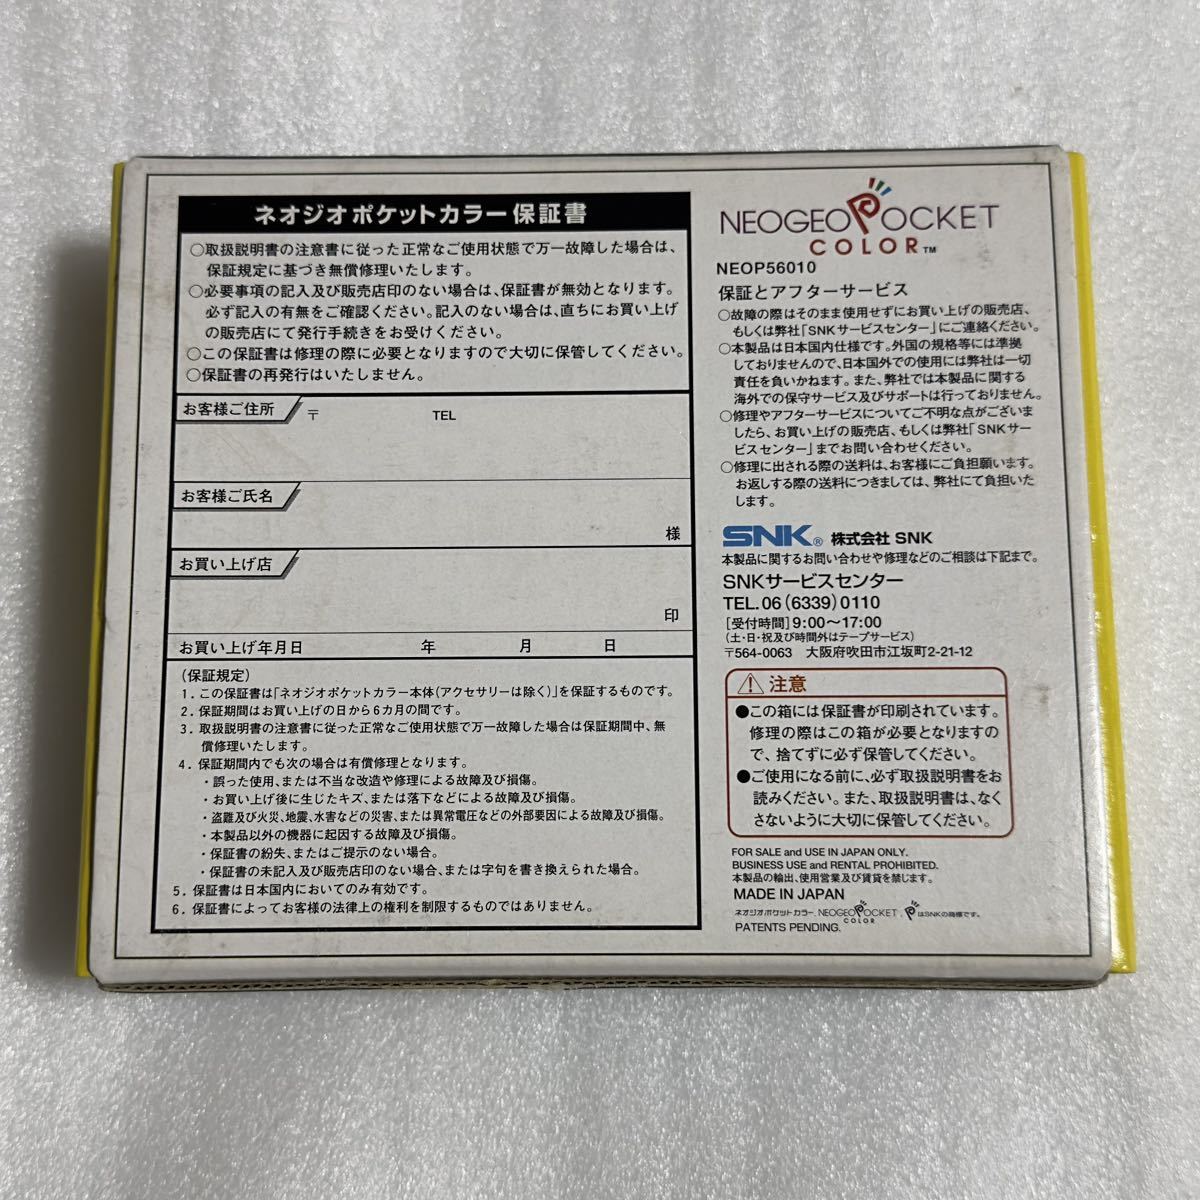 ネオジオポケットカラー保証書
○取扱説明書の注意書に従った正常なご使用状態で万一故障した場合は、
保証規定に基づき無償修理いたします。
○必要事項の記入及び販売店印のない場合は、保証書が無効となります。
必ず記入の有無をご確認ください。記入のない場合は、直ちにお買い上げ
の販売店にて発行手続きをお受けください。
○この保証書は修理の際に必要となりますので大切に保管してください。
○保証書の再発行はいたしません。
お客様ご住所 〒 TEL
お客様ご氏名
様
お買い上げ店
印
お買い上げ年月日 年 月 日
(保証規定)
1. この保証書は「ネオジオポケットカラー本体(アクセサリーは除く)」を保証するものです。
2. 保証期間はお買い上げの日から6カ月の間です。
3. 取扱説明書の注意書に従った正常なご使用状態で万一故障した場合は保証期間中、無
償修理いたします。
4. 保証期間内でも次の場合は有償修理となります。
・誤った使用、または不当な改造や修理による故障及び損傷。
・お買い上げ後に生じたキズ、または落下などによる故障及び損傷。
・盗難及び火災、地震、水害などの災害、または異常電圧などの外部要因による故障及び損傷。
・本製品以外の機器に起因する故障及び損傷。
・保証書の紛失、またはご提示のない場合。
・保証書の未記入及び販売店印のない場合、または字句を書き換えられた場合。
5. 保証書は日本国内においてのみ有効です。
6. 保証書によってお客様の法律上の権利を制限するものではありません。
NEOGEO POCKET
COLOR™
NEOP56010
保証とアフターサービス
○故障の際はそのまま使用せずにお買い上げの販売店、
もしくは弊社「SNKサービスセンター」にご連絡ください。
○本製品は日本国内仕様です。外国の規格等には準拠
しておりませんので、日本国外での使用には弊社は一切
責任を負いかねます。また、弊社では本製品に関する
海外での保守サービス及びサポートは行っておりません。
○修理やアフターサービスについてご不明な点がございま
したら、お買い上げの販売店、もしくは弊社「SNKサー
ビスセンター」までお問い合わせください。
○修理に出される際の送料は、お客様にご負担願います。
お返しする際の送料につきましては、弊社にて負担いた
します。
SNK® 株式会社 SNK
本製品に関するお問い合わせや修理などのご相談は下記まで。
SNKサービスセンター
TEL.06(6339)0110
[受付時間]9:00〜17:00
(土・日・祝及び時間外はテープサービス)
〒564-0063 大阪府吹田市江坂町2-21-12
注意
●この箱には保証書が印刷されています。
修理の際はこの箱が必要となりますの
で、捨てずに必ず保管してください。
●ご使用になる前に、必ず取扱説明書をお
読みください。また、取扱説明書は、なく
さないように大切に保管してください。
FOR SALE and USE IN JAPAN ONLY.
BUSINESS USE and RENTAL PROHIBITED.
本製品の輸出、使用営業及び賃貸を禁じます。
MADE IN JAPAN
ネオジオポケットカラー、NEOGEO POCKET COLOR、PはSNKの商標です。
PATENTS PENDING.